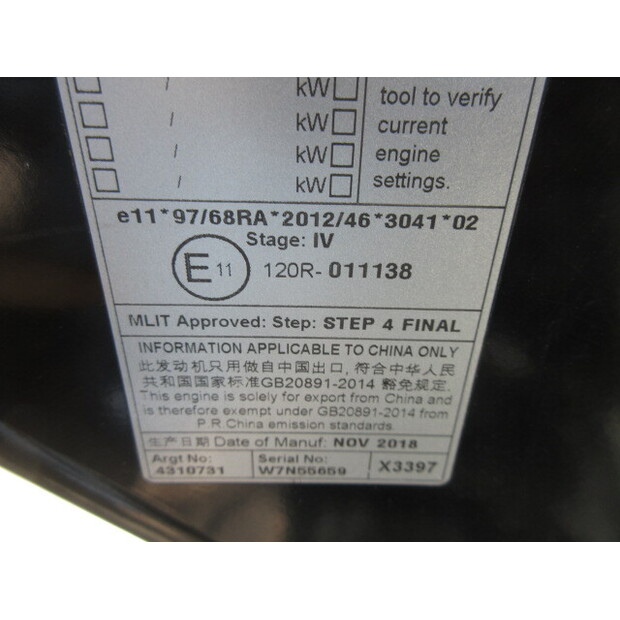 / kW
/ kW
/ kW
/ kW
tool to verify
current
engine
settings.
e11*97/68RA*2012/46*3041*02
Stage: IV
E 11 120R- 011138
MLIT Approved: Step: STEP 4 FINAL
INFORMATION APPLICABLE TO CHINA ONLY
此发动机只用做自中国出口, 符合中华人民
共和国国家标准GB20891-2014 豁免规定.
This engine is solely for export from China and
is therefore exempt under GB20891-2014 from
P.R.China emission standards.
生产日期 Date of Manuf: NOV 2018
Argt No:
4310731
Serial No:
W7N55659
X3397